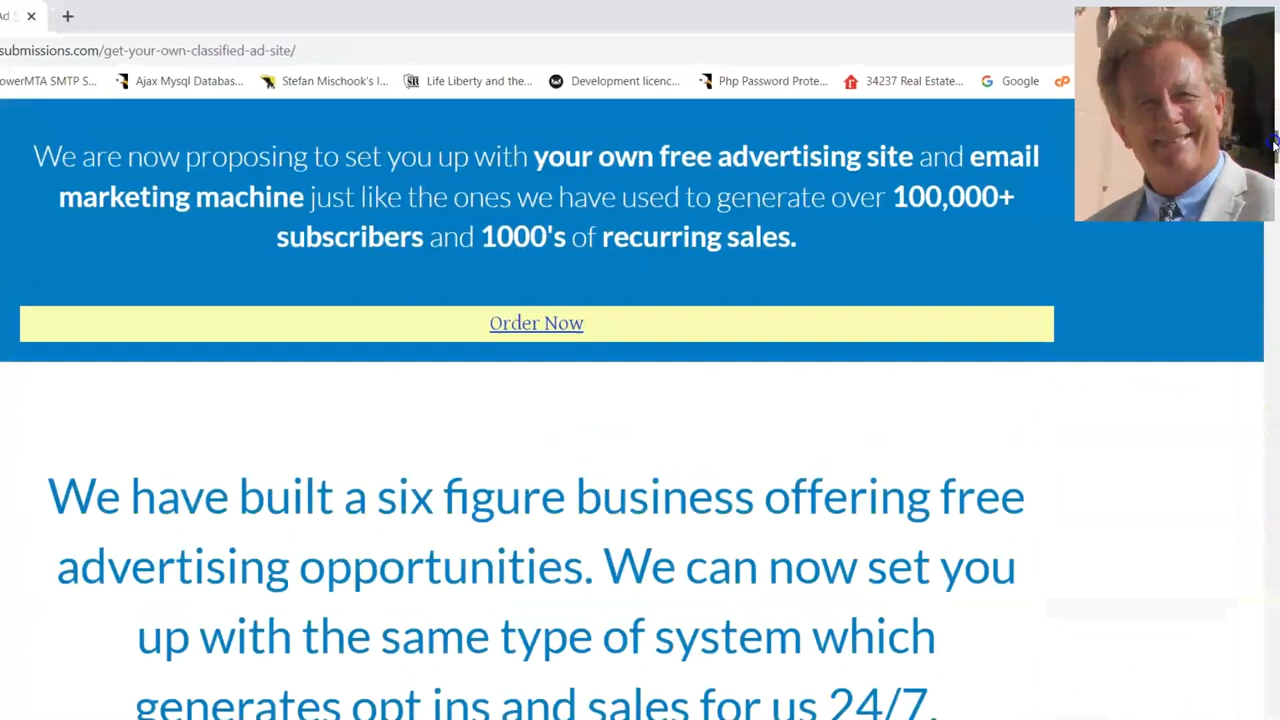 submissions.com/get-your-own-classified-ad-site/
SMTP S... Ajax Mysql Databas... Stefan Mischook's I... Life Liberty and the... Development licenc... Php Password Prote... 34237 Real Estate... Google
We are now proposing to set you up with your own free advertising site and email
marketing machine just like the ones we have used to generate over 100,000+
subscribers and 1000's of recurring sales.
Order Now
We have built a six figure business offering free
advertising opportunities. We can now set you
up with the same type of system which
generates opt ins and sales for us 24/7.